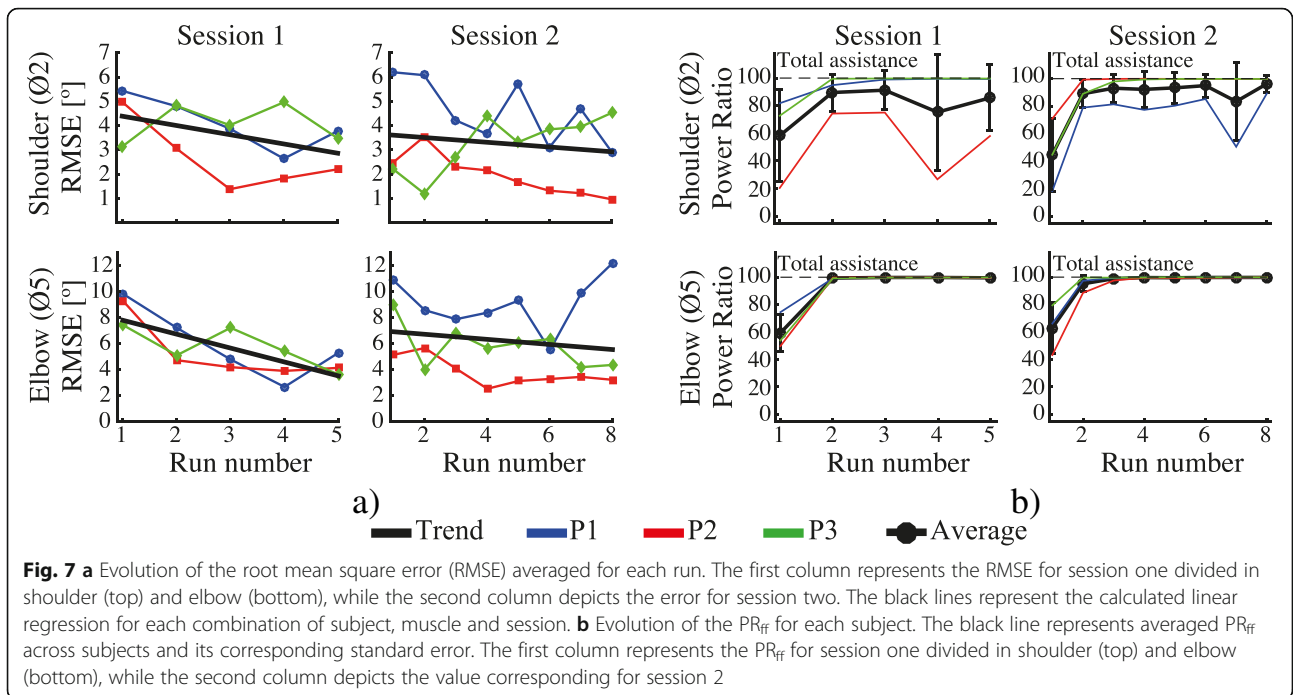 Session 1
Session 2
Session 1
Session 2
Shoulder (Ø2)
RMSE [°]
7
6
5
4
3
2
1
7
6
5
4
3
2
1
Shoulder (Ø2)
Power Ratio
Total assistance
100
80
60
40
20
0
Total assistance
100
80
60
40
20
0
Elbow (Ø5)
RMSE [°]
12
10
8
6
4
2
0
12
10
8
6
4
2
0
Elbow (Ø5)
Power Ratio
Total assistance
100
80
60
40
20
0
Total assistance
100
80
60
40
20
0
1 2 3 4 5
2 4 6 8
1 2 3 4 5
2 8
Run number
Run number
Run number
Run number
a)
b)
Trend P1 P2 P3 Average
Fig. 7 a Evolution of the root mean square error (RMSE) averaged for each run. The first column represents the RMSE for session one divided in
shoulder (top) and elbow (bottom), while the second column depicts the error for session two. The black lines represent the calculated linear
regression for each combination of subject, muscle and session. b Evolution of the PRff for each subject. The black line represents averaged PRff
across subjects and its corresponding standard error. The first column represents the PRff for session one divided in shoulder (top) and elbow
(bottom), while the second column depicts the value corresponding for session 2